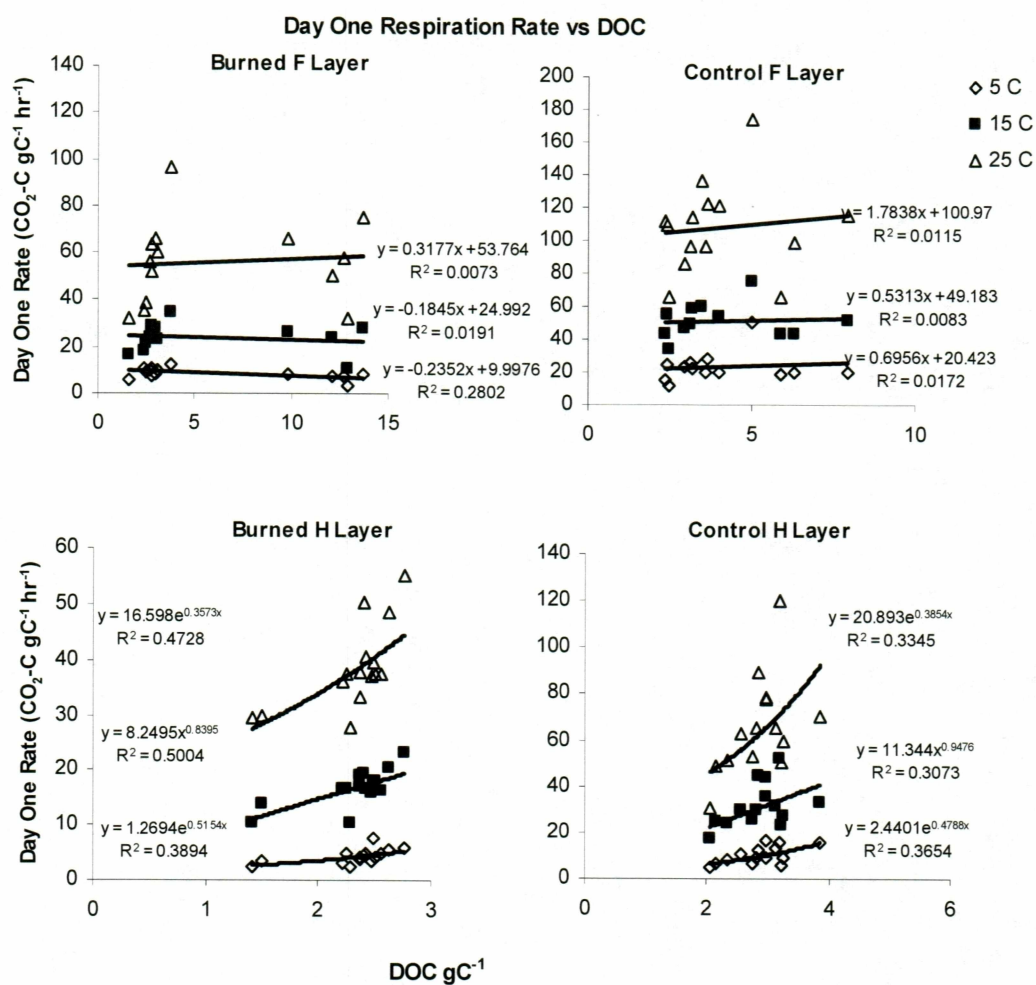 Day One Respiration Rate vs DOC
Burned F Layer
Day One Rate (CO₂-C gC⁻¹ hr⁻¹)
140
120
100
80
60
40
20
0
0 5 10 15
y = 0.3177x + 53.764
R² = 0.0073
y = -0.1845x + 24.992
R² = 0.0191
y = -0.2352x + 9.9976
R² = 0.2802
Control F Layer
200
180
160
140
120
100
80
60
40
20
0
0 5 10
y = 1.7838x + 100.97
R² = 0.0115
y = 0.5313x + 49.183
R² = 0.0083
y = 0.6956x + 20.423
R² = 0.0172
5 C
15 C
25 C
Burned H Layer
Day One Rate (CO₂-C gC⁻¹ hr⁻¹)
60
50
40
30
20
10
0
0 1 2 3
y = 16.598e^0.3573x
R² = 0.4728
y = 8.2495x^0.8395
R² = 0.5004
y = 1.2694e^0.5154x
R² = 0.3894
Control H Layer
140
120
100
80
60
40
20
0
0 2 4 6
y = 20.893e^0.3854x
R² = 0.3345
y = 11.344x^0.9476
R² = 0.3073
y = 2.4401e^0.4788x
R² = 0.3654
DOC gC⁻¹